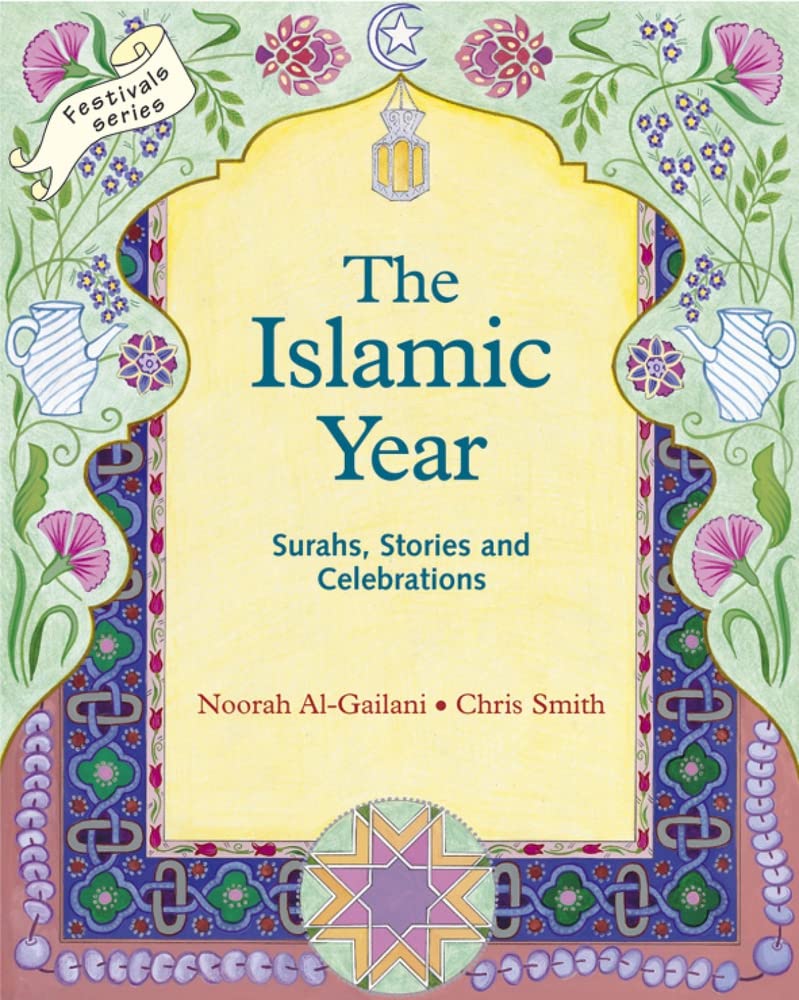 Festivals
series
The
Islamic
Year
Surahs, Stories and
Celebrations
Noorah Al-Gailani • Chris Smith